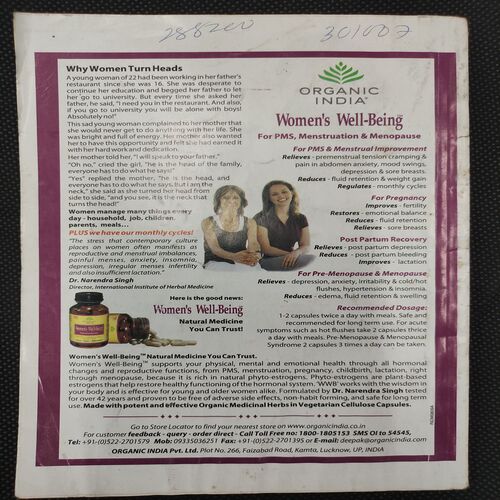 288200 301007
Why Women Turn Heads
A young woman of 22 had been working in her father's
restaurant since she was 16. She was desperate to
continue her education and begged her father to let
her go to university. But every time she asked her
father, he said, "I need you in the restaurant. And also,
if you go to university you will be alone with boys!
Absolutely no!"
This sad young woman complained to her mother that
she would never get to do anything with her life. She
was bright and full of energy. Her mother also wanted
her to have this opportunity and felt she had earned it
with her hard work and dedication.
Her mother told her, "I will speak to your father."
"Oh no," cried the girl, "he is the head of the family,
everyone has to do what he says!"
"Yes" replied the mother, "he is the head, and
everyone has to do what he says. But I am the
neck," she said as she turned her head from
side to side, "and you see, it is the neck that
turns the head!"
Women manage many things every
day - household, job, children,
parents, meals...
PLUS we have our monthly cycles!
"The stress that contemporary culture
places on women often manifests as
reproductive and menstrual imbalances,
painful menses, anxiety, insomnia,
depression, irregular menses infertility
and also insufficient lactation."
Dr. Narendra Singh
Director, International Institute of Herbal Medicine
Here is the good news:
Women's Well-Being
Natural Medicine
You Can Trust!
ORGANIC
INDIA
Women's Well-Being
For PMS, Menstruation & Menopause
For PMS & Menstrual Improvement
Relieves - premenstrual tension cramping &
pain in abdomen anxiety, mood swings,
depression & sore breasts
Reduces - fluid retention & weight gain
Regulates - monthly cycles
For Pregnancy
Improves - fertility
Restores - emotional balance
Reduces - fluid retention
Relieves - sore breasts
Post Partum Recovery
Relieves - post partum depression
Reduces - post partum bleeding
Improves - lactation
For Pre-Menopause & Menopause
Relieves - depression, anxiety, irritability & cold/hot
flushes, hypertension & insomnia.
Reduces - edema, fluid retention & swelling
Recommended Dosage:
1-2 capsules twice a day with meals. Safe and
recommended for long term use. For acute
symptoms such as hot flushes take 2 capsules thrice
a day with meals. Pre-Menopause & Menopausal
Syndrome 2 capsules 3 times a day can be taken.
Women's Well-Being™ Natural Medicine You Can Trust.
Women's Well-Being™ supports your physical, mental and emotional health through all hormonal
changes and reproductive functions, from PMS, menstruation, pregnancy, childbirth, lactation, right
through menopause, because it is rich in natural phyto-estrogens. Phyto-estrogens are plant-based
estrogens that help restore healthy functioning of the hormonal system. 'WWB' works with the wisdom in
your body and is effective for young and older women alike. Formulated by Dr. Narendra Singh tested
for over 42 years and proven to be free of adverse side effects, non-habit forming, and safe for long term
use. Made with potent and effective Organic Medicinal Herbs in Vegetarian Cellulose Capsules.
Go to Store Locator to find your nearest store on www.organicindia.co.in
For customer feedback - query - order direct - Call Toll Free no: 1800-1805153 SMS OI to 54545,
Tel: +91-(0)522-2701579 Mob: 09335036251 Fax: +91-(0)522-2701395 or E-mail: deepak@organicindia.com
ORGANIC INDIA Pvt. Ltd. Plot No. 266, Faizabad Road, Kamta, Lucknow, UP, INDIA